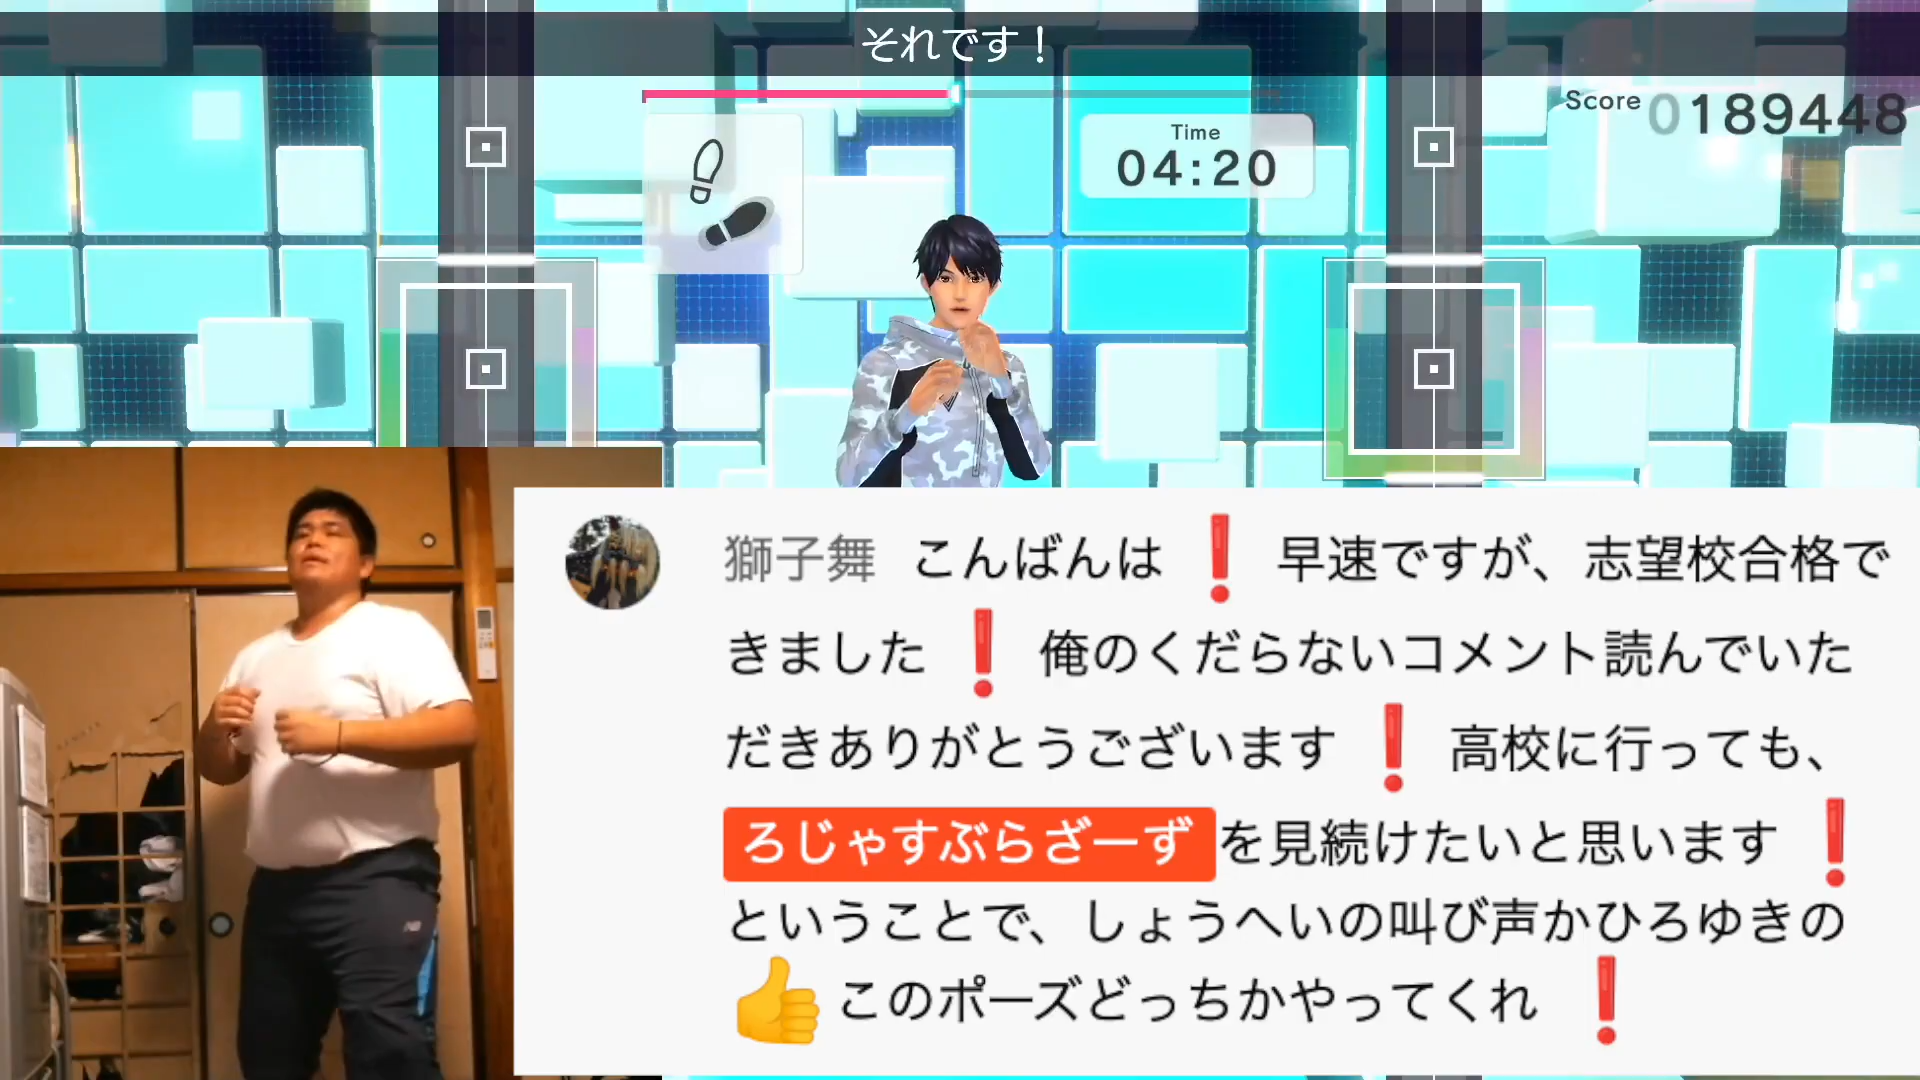 それです！
Time
04:20
Score 0189448
獅子舞 こんばんは❗ 早速ですが、志望校合格で
きました❗ 俺のくだらないコメント読んでいた
だきありがとうございます❗ 高校に行っても、
ろじゃすぶらざーずを見続けたいと思います❗
ということで、しょうへいの叫び声かひろゆきの
👍このポーズどっちかやってくれ❗